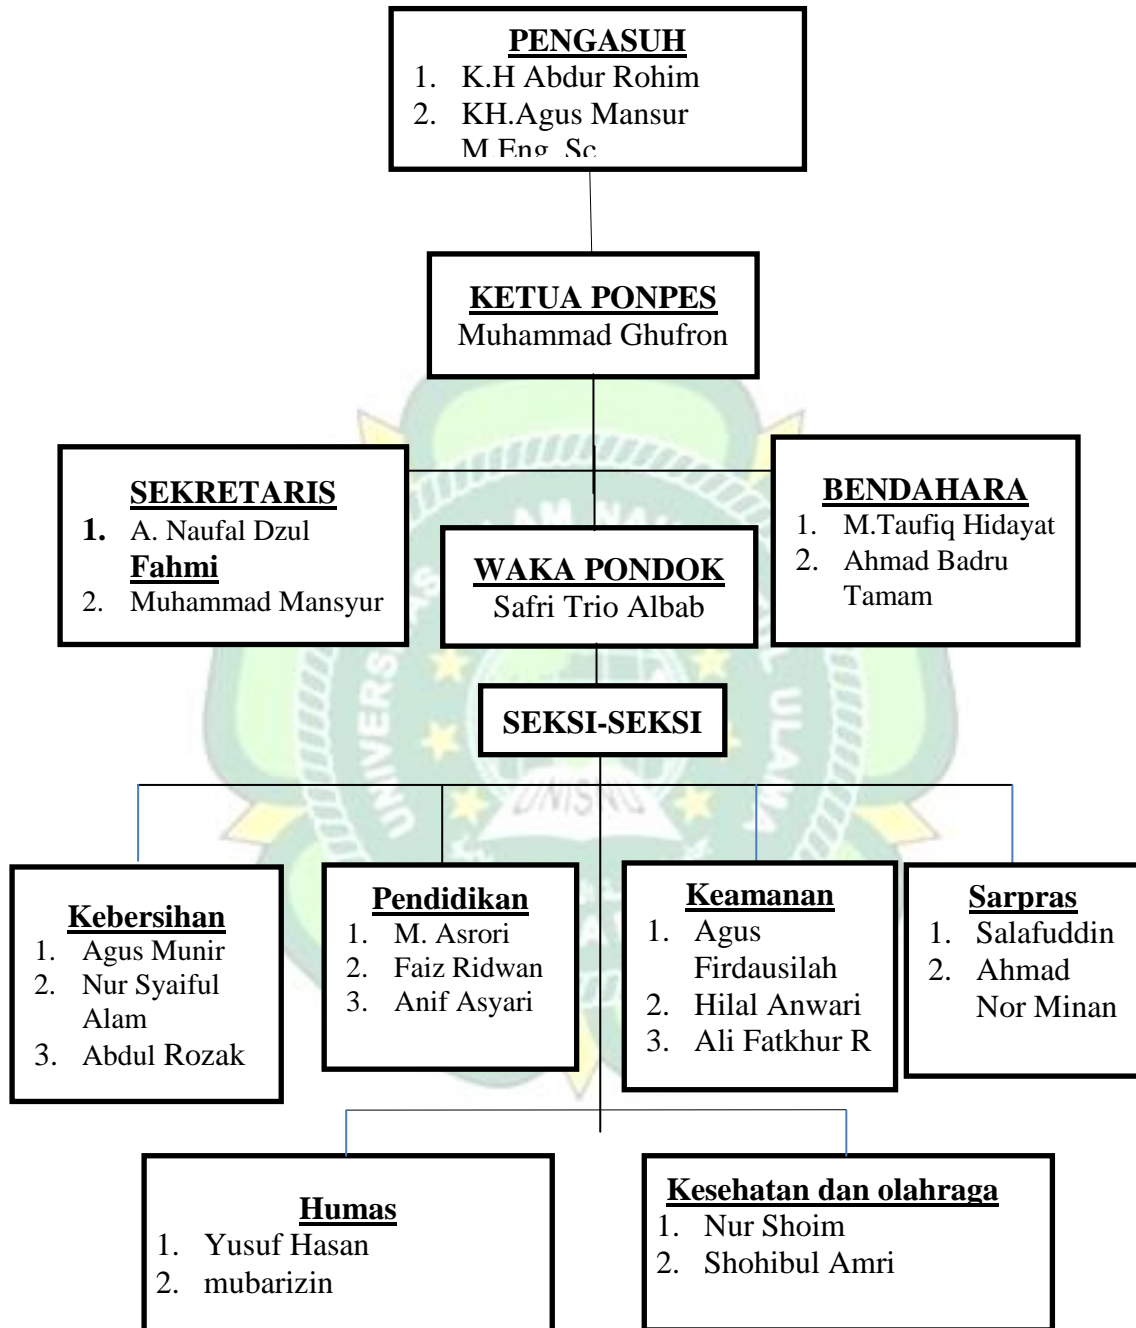 PENGASUH
1. K.H Abdur Rohim
2. KH.Agus Mansur
M.Eng .Sc
KETUA PONPES
Muhammad Ghufron
SEKRETARIS
1. A. Naufal Dzul
Fahmi
2. Muhammad Mansyur
WAKA PONDOK
Safri Trio Albab
BENDAHARA
1. M.Taufiq Hidayat
2. Ahmad Badru
Tamam
SEKSI-SEKSI
Kebersihan
1. Agus Munir
2. Nur Syaiful
Alam
3. Abdul Rozak
Pendidikan
1. M. Asrori
2. Faiz Ridwan
3. Anif Asyari
Keamanan
1. Agus
Firdausilah
2. Hilal Anwari
3. Ali Fatkhur R
Sarpras
1. Salafuddin
2. Ahmad
Nor Minan
Humas
1. Yusuf Hasan
2. mubarizin
Kesehatan dan olahraga
1. Nur Shoim
2. Shohibul Amri
UNISNU